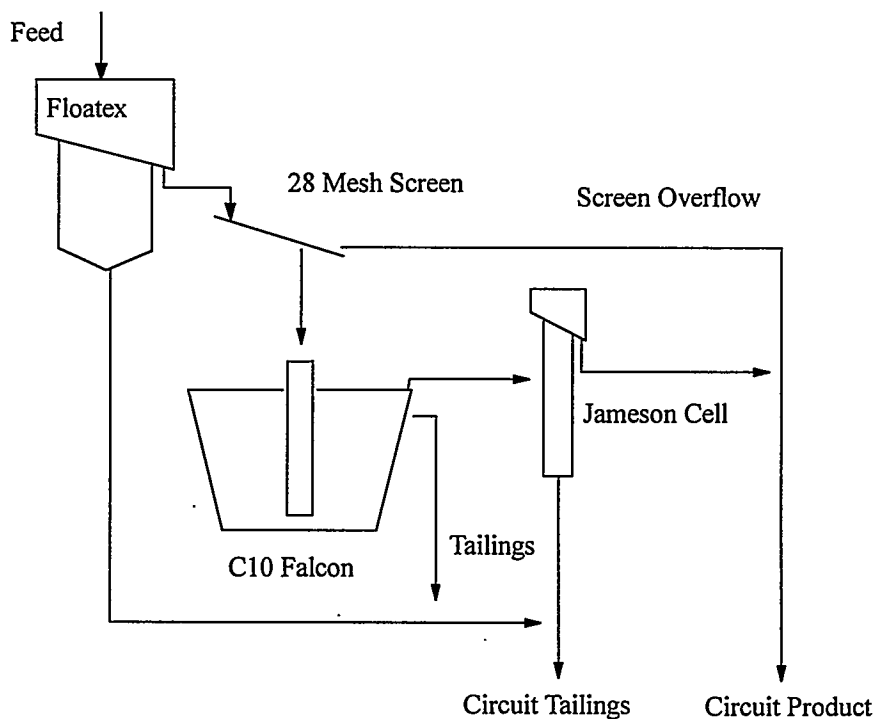 Feed
Floatex
28 Mesh Screen
Screen Overflow
Jameson Cell
Tailings
C10 Falcon
Circuit Tailings
Circuit Product